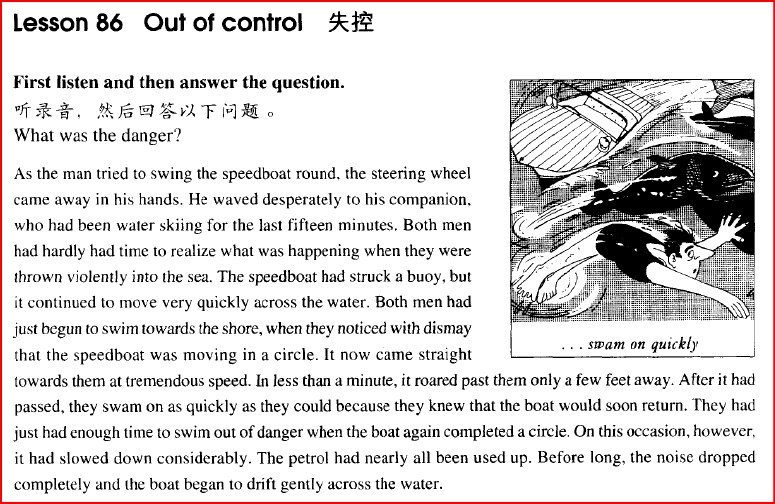 Lesson 86 Out of control 失控
First listen and then answer the question.
听录音，然后回答以下问题。
What was the danger?
As the man tried to swing the speedboat round, the steering wheel
came away in his hands. He waved desperately to his companion,
who had been water skiing for the last fifteen minutes. Both men
had hardly had time to realize what was happening when they were
thrown violently into the sea. The speedboat had struck a buoy, but
it continued to move very quickly across the water. Both men had
just begun to swim towards the shore, when they noticed with dismay
that the speedboat was moving in a circle. It now came straight
towards them at tremendous speed. In less than a minute, it roared past them only a few feet away. After it had
passed, they swam on as quickly as they could because they knew that the boat would soon return. They had
just had enough time to swim out of danger when the boat again completed a circle. On this occasion, however,
it had slowed down considerably. The petrol had nearly all been used up. Before long, the noise dropped
completely and the boat began to drift gently across the water.
... swam on quickly